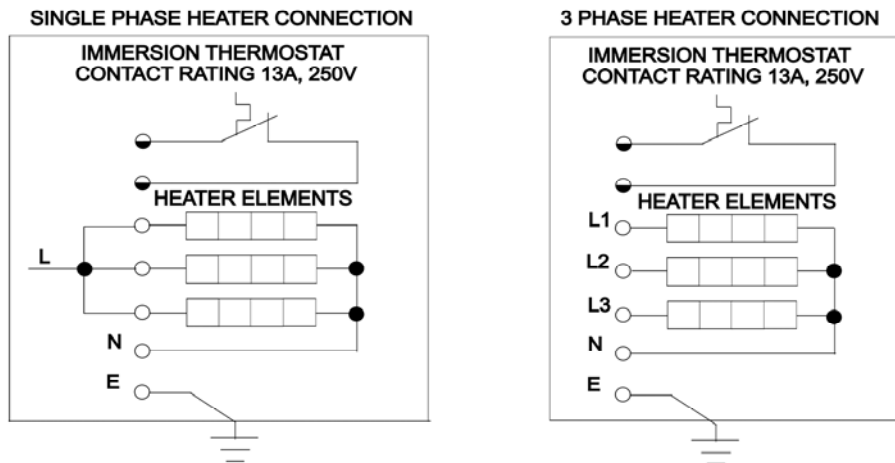 SINGLE PHASE HEATER CONNECTION
IMMERSION THERMOSTAT
CONTACT RATING 13A, 250V
HEATER ELEMENTS
L
N
E
3 PHASE HEATER CONNECTION
IMMERSION THERMOSTAT
CONTACT RATING 13A, 250V
HEATER ELEMENTS
L1
L2
L3
N
E